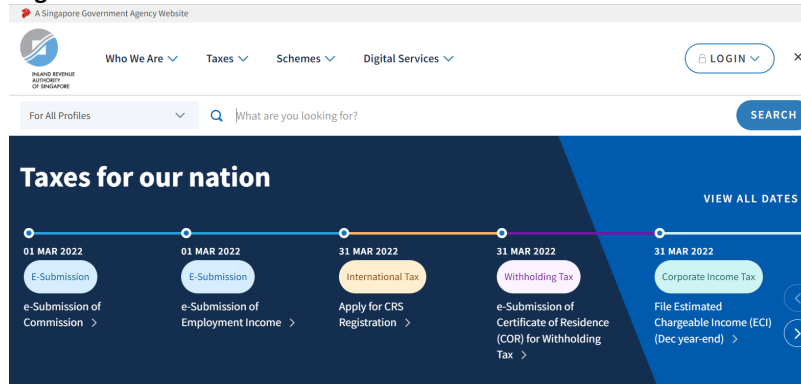 A Singapore Government Agency Website
INLAND REVENUE
AUTHORITY
OF SINGAPORE
Who We Are
Taxes
Schemes
Digital Services
LOGIN
For All Profiles
What are you looking for?
SEARCH
Taxes for our nation
VIEW ALL DATES
01 MAR 2022
E-Submission
e-Submission of
Commission >
01 MAR 2022
E-Submission
e-Submission of
Employment Income >
31 MAR 2022
International Tax
Apply for CRS
Registration >
31 MAR 2022
Withholding Tax
e-Submission of
Certificate of Residence
(COR) for Withholding
Tax >
31 MAR 2022
Corporate Income Tax
File Estimated
Chargeable Income (ECI)
(Dec year-end) >